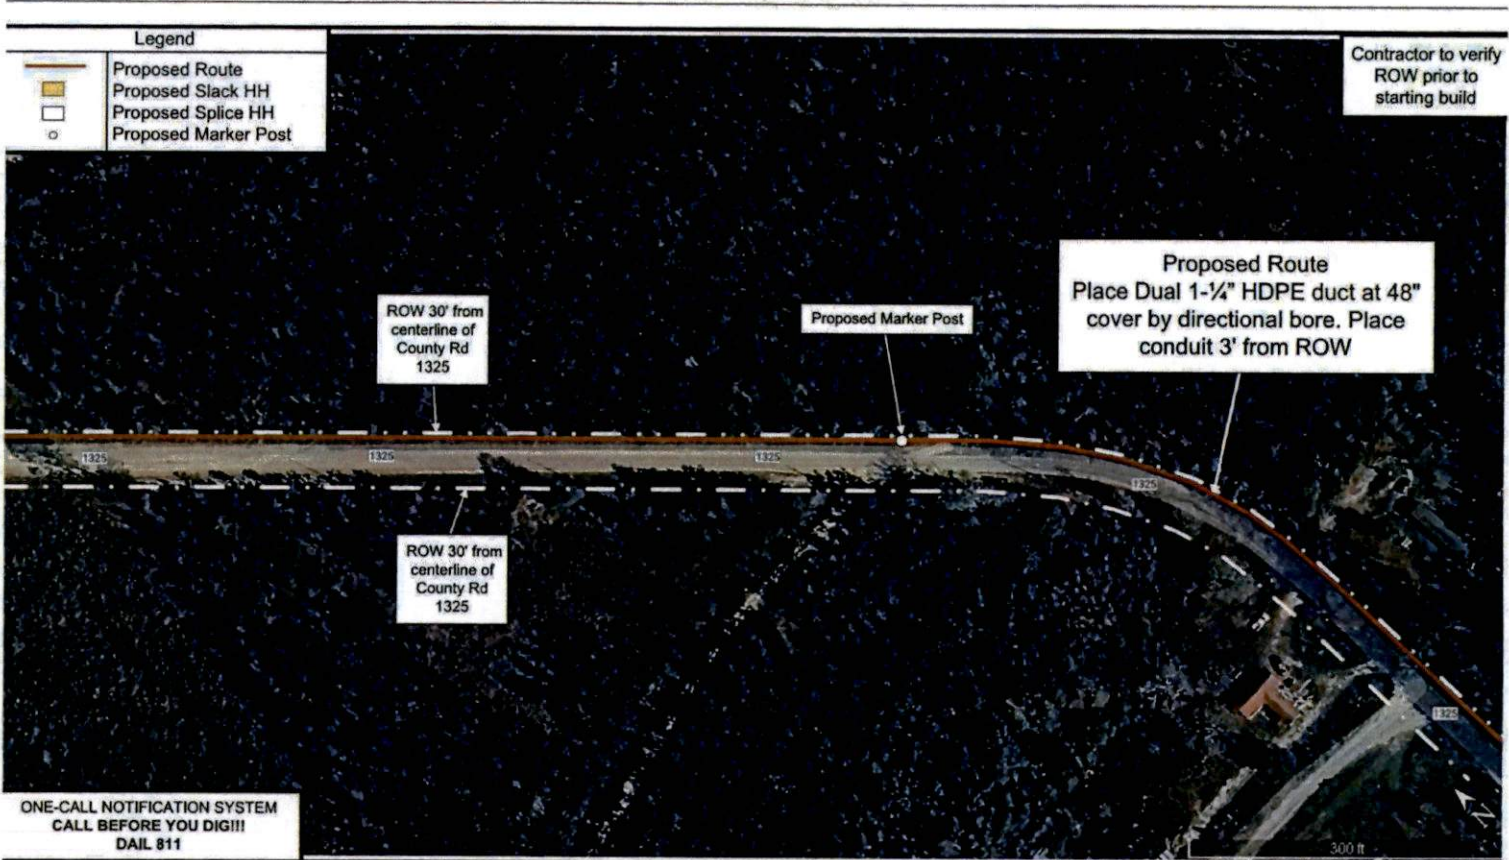 Legend
Proposed Route
Proposed Slack HH
Proposed Splice HH
Proposed Marker Post
Contractor to verify
ROW prior to
starting build
Proposed Route
Place Dual 1-¼" HDPE duct at 48"
cover by directional bore. Place
conduit 3' from ROW
ROW 30' from
centerline of
County Rd
1325
Proposed Marker Post
1325
1325
1325
1325
ROW 30' from
centerline of
County Rd
1325
1325
N
ONE-CALL NOTIFICATION SYSTEM
CALL BEFORE YOU DIG!!!
DAIL 811
300 ft